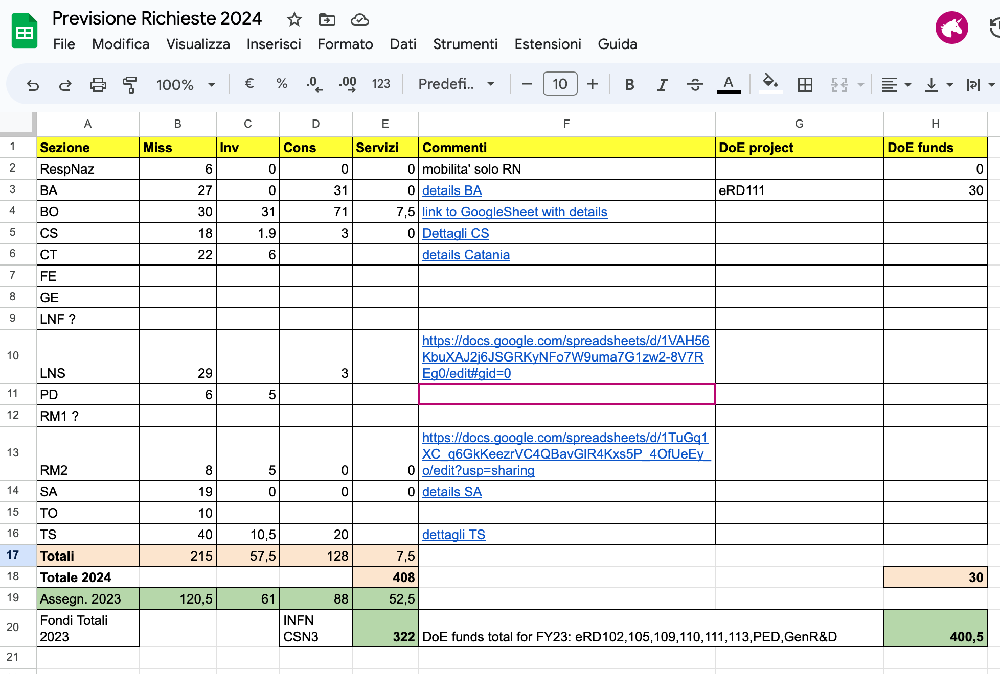 Previsione Richieste 2024
File Modifica Visualizza Inserisci Formato Dati Strumenti Estensioni Guida
100% € % .0 .00 123 Predefi... 10 B I S A
A B C D E F G H
1 Sezione Miss Inv Cons Servizi Commenti DoE project DoE funds
2 RespNaz 6 0 0 0 mobilita' solo RN 0
3 BA 27 0 31 0 details BA eRD111 30
4 BO 30 31 71 7,5 link to GoogleSheet with details
5 CS 18 1.9 3 0 Dettagli CS
6 CT 22 6 details Catania
7 FE
8 GE
9 LNF ?
https://docs.google.com/spreadsheets/d/1VAH56
10 KbuXAJ2j6JSGRKyNFo7W9uma7G1zw2-8V7R
LNS 29 3 Eg0/edit#gid=0
11 PD 6 5
12 RM1 ?
https://docs.google.com/spreadsheets/d/1TuGq1
13 XC_q6GkKeezrVC4QBavGlR4Kxs5P_4OfUeEy_
RM2 8 5 0 0 o/edit?usp=sharing
14 SA 19 0 0 0 details SA
15 TO 10
16 TS 40 10,5 20 dettagli TS
17 Totali 215 57,5 128 7,5
18 Totale 2024 408 30
19 Assegn. 2023 120,5 61 88 52,5
20 Fondi Totali INFN
2023 CSN3 322 DoE funds total for FY23: eRD102,105,109,110,111,113,PED,GenR&D 400,5
21